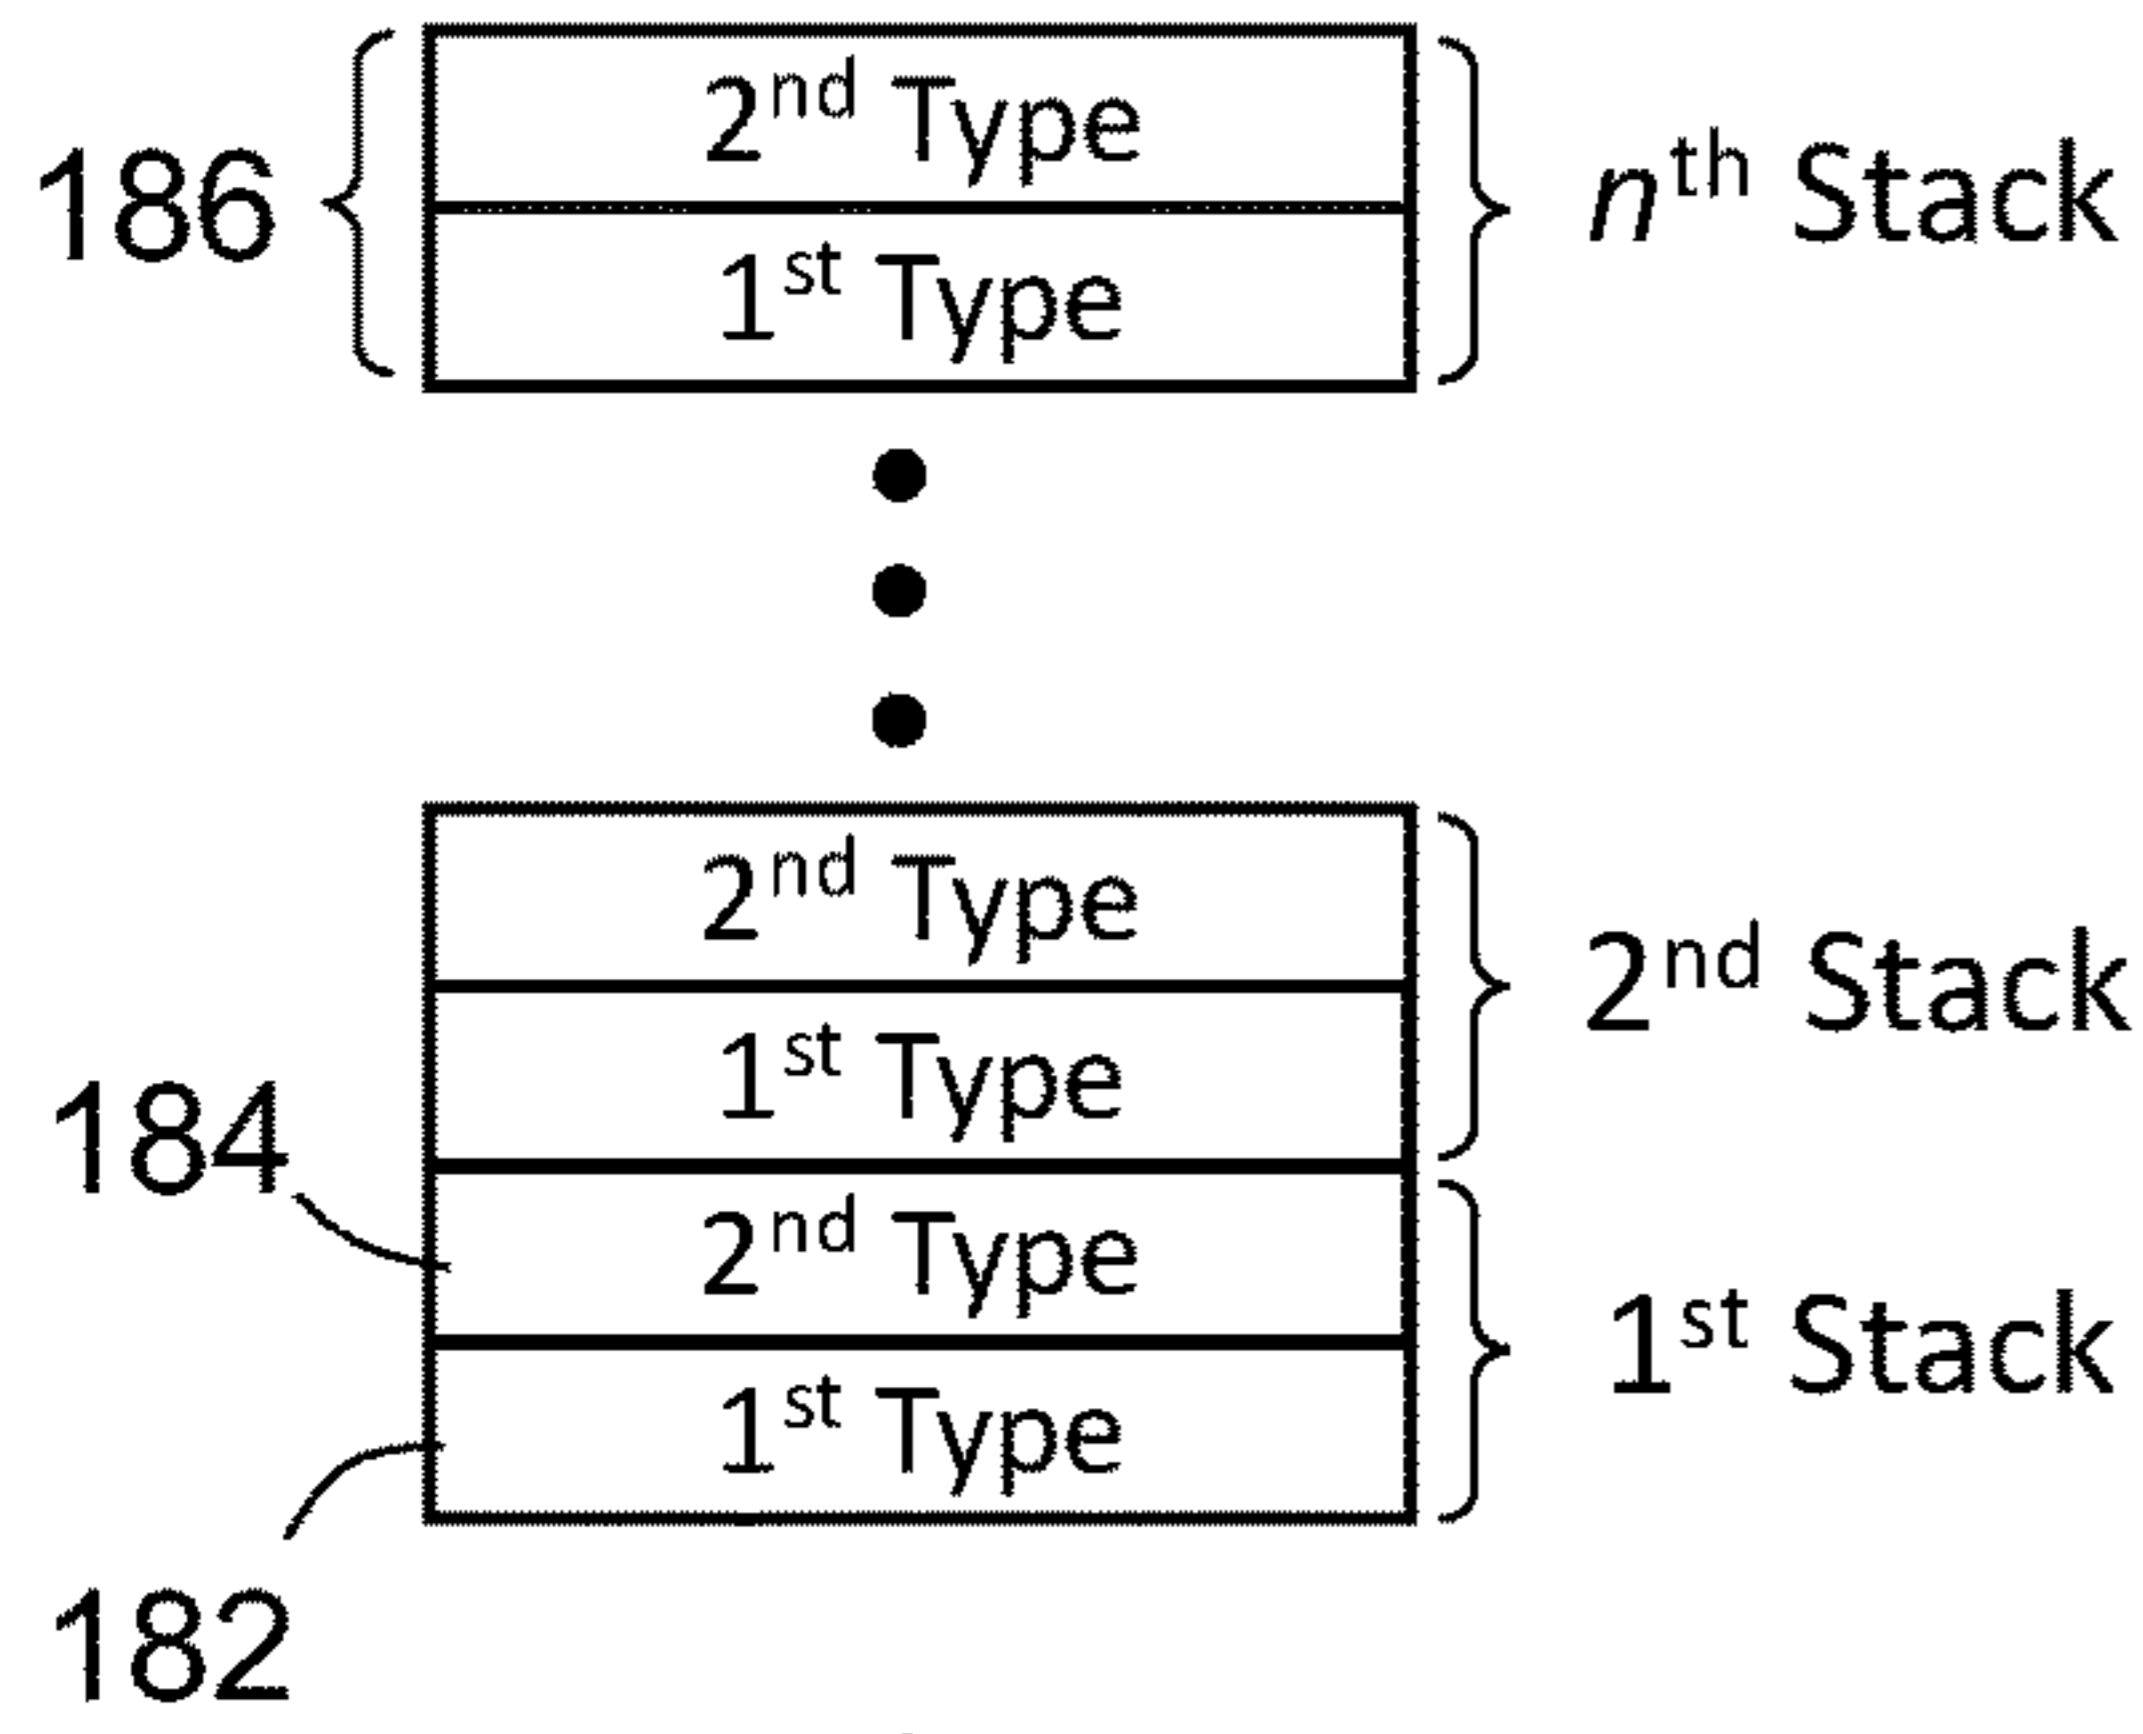 2nd Type
186
nth Stack
1st Type
2nd Type
2nd Stack
1st Type
184
2nd Type
1st Stack
1st Type
182